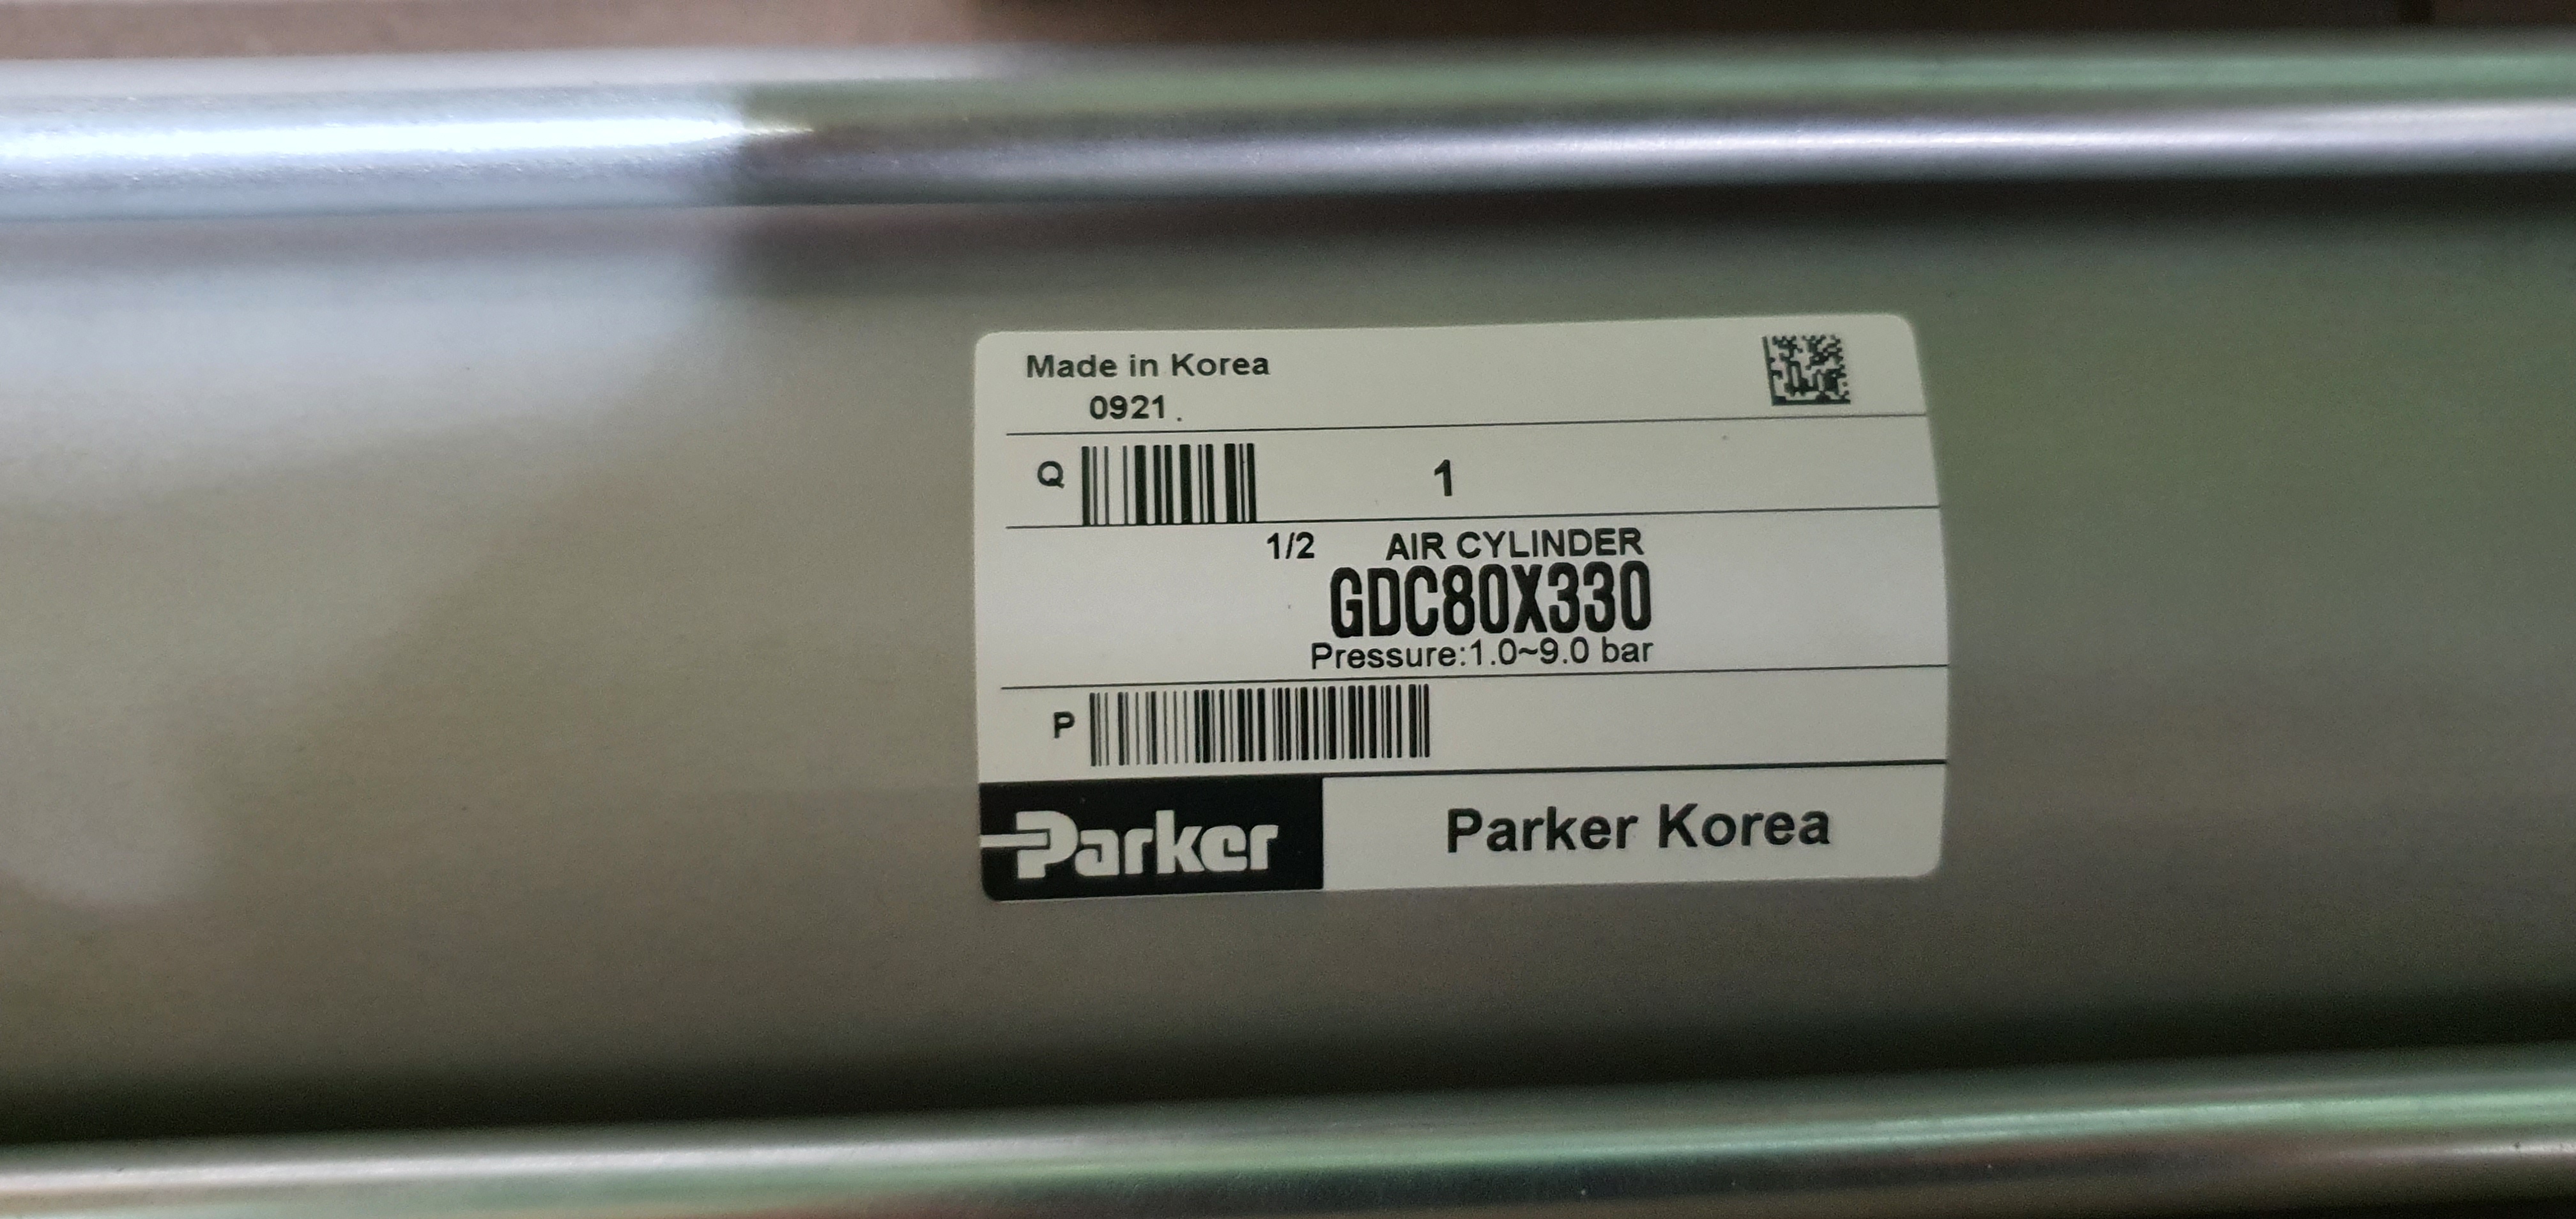 Made in Korea
0921.
Q 1
1/2 AIR CYLINDER
GDC80X330
Pressure:1.0~9.0 bar
P
Parker Parker Korea